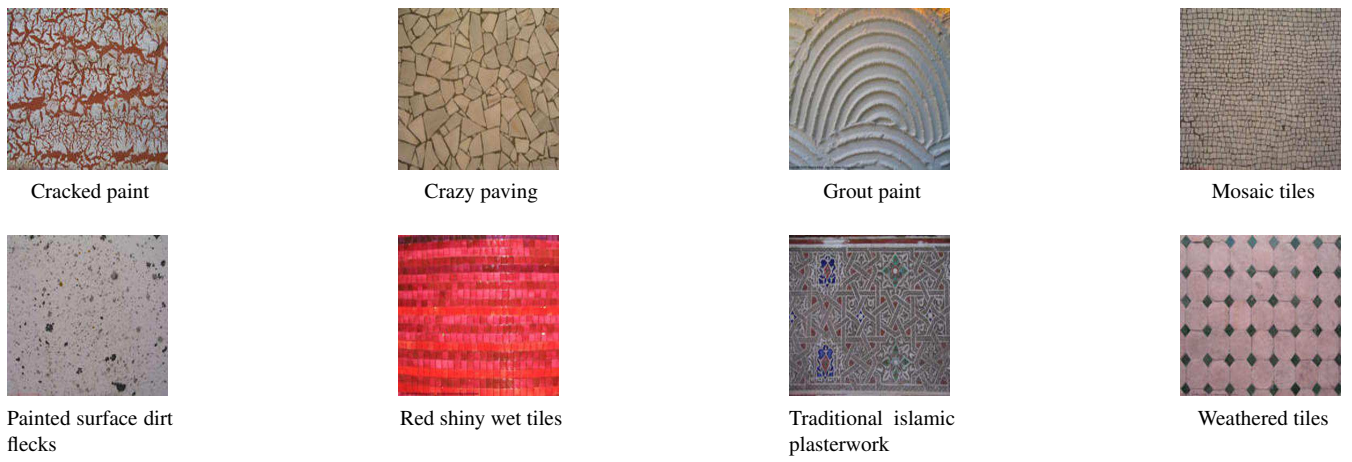 Cracked paint
Crazy paving
Grout paint
Mosaic tiles
Painted surface dirt
flecks
Red shiny wet tiles
Traditional islamic
plasterwork
Weathered tiles